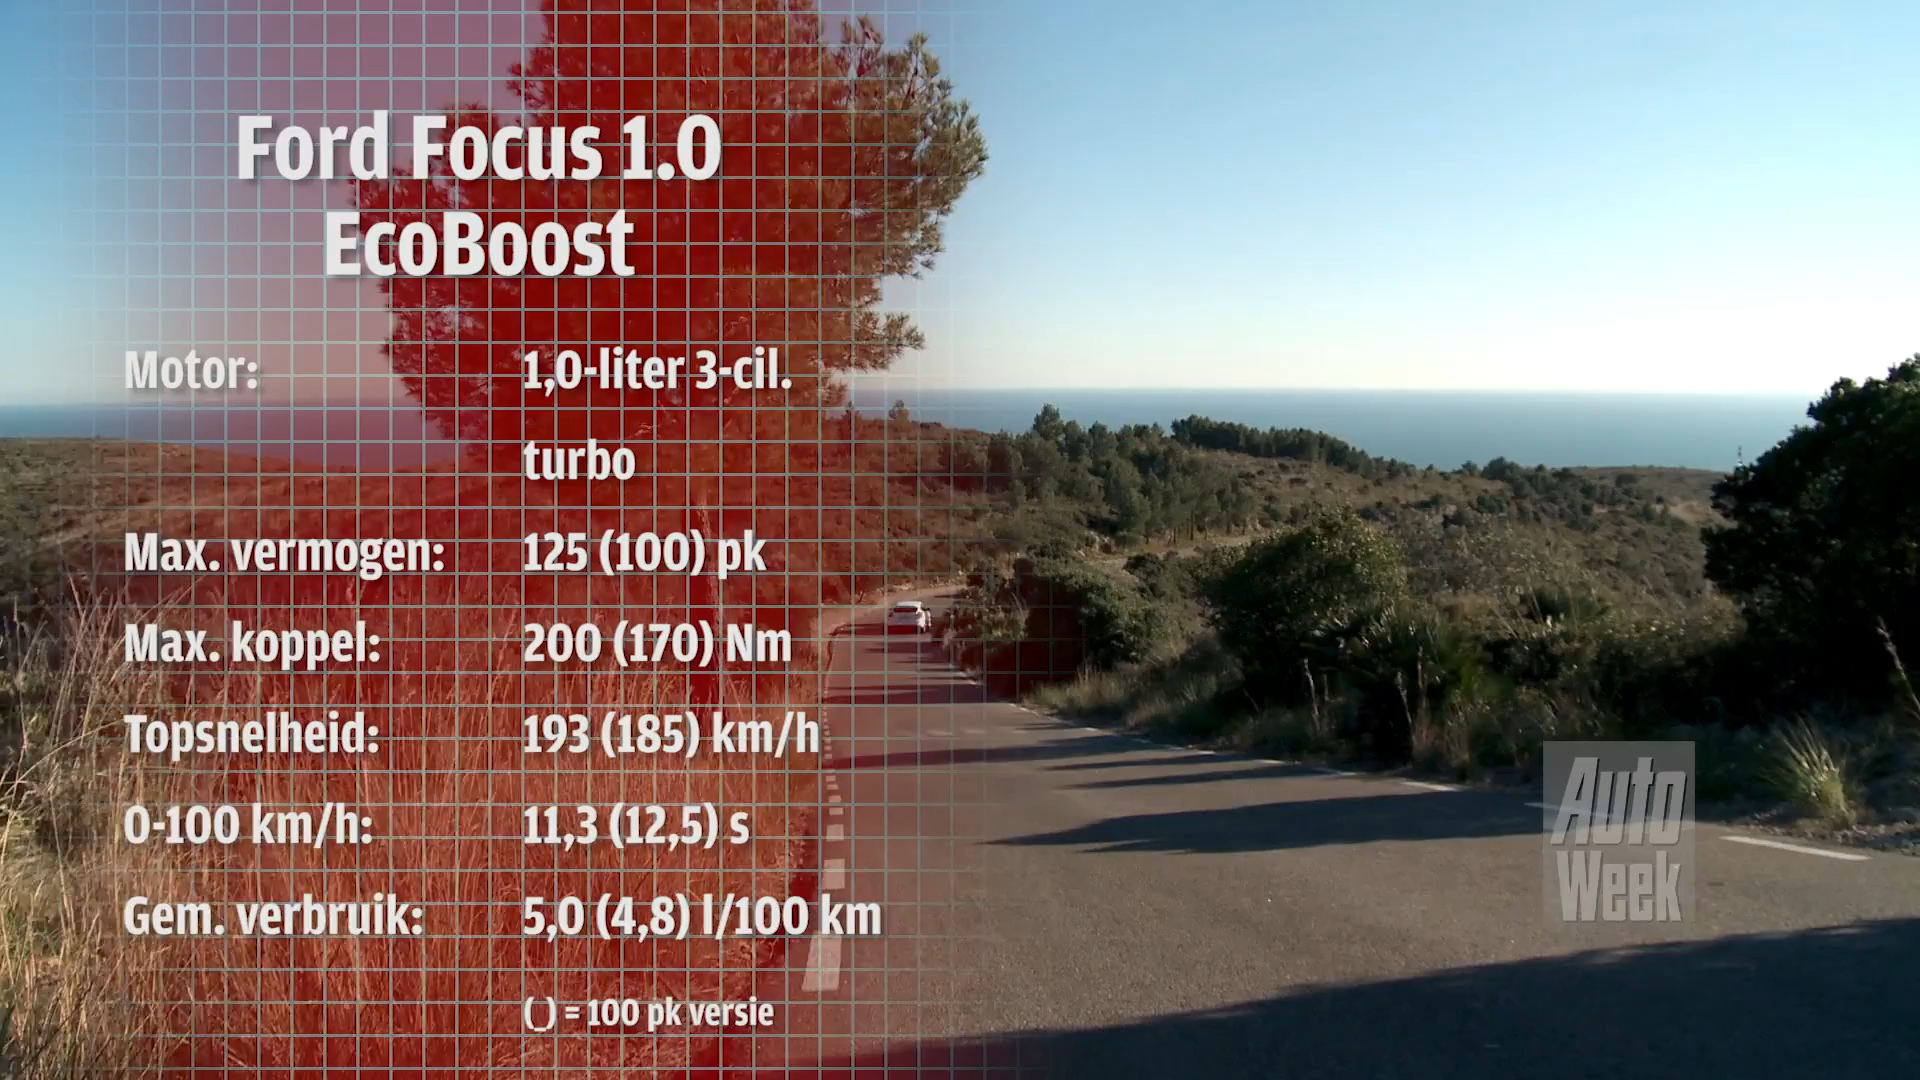 Ford Focus 1.0
EcoBoost
Motor: 1,0-liter 3-cil.
turbo
Max. vermogen: 125 (100) pk
Max. koppel: 200 (170) Nm
Topsnelheid: 193 (185) km/h
0-100 km/h: 11,3 (12,5) s
Gem. verbruik: 5,0 (4,8) l/100 km
(_) = 100 pk versie
Auto
Week